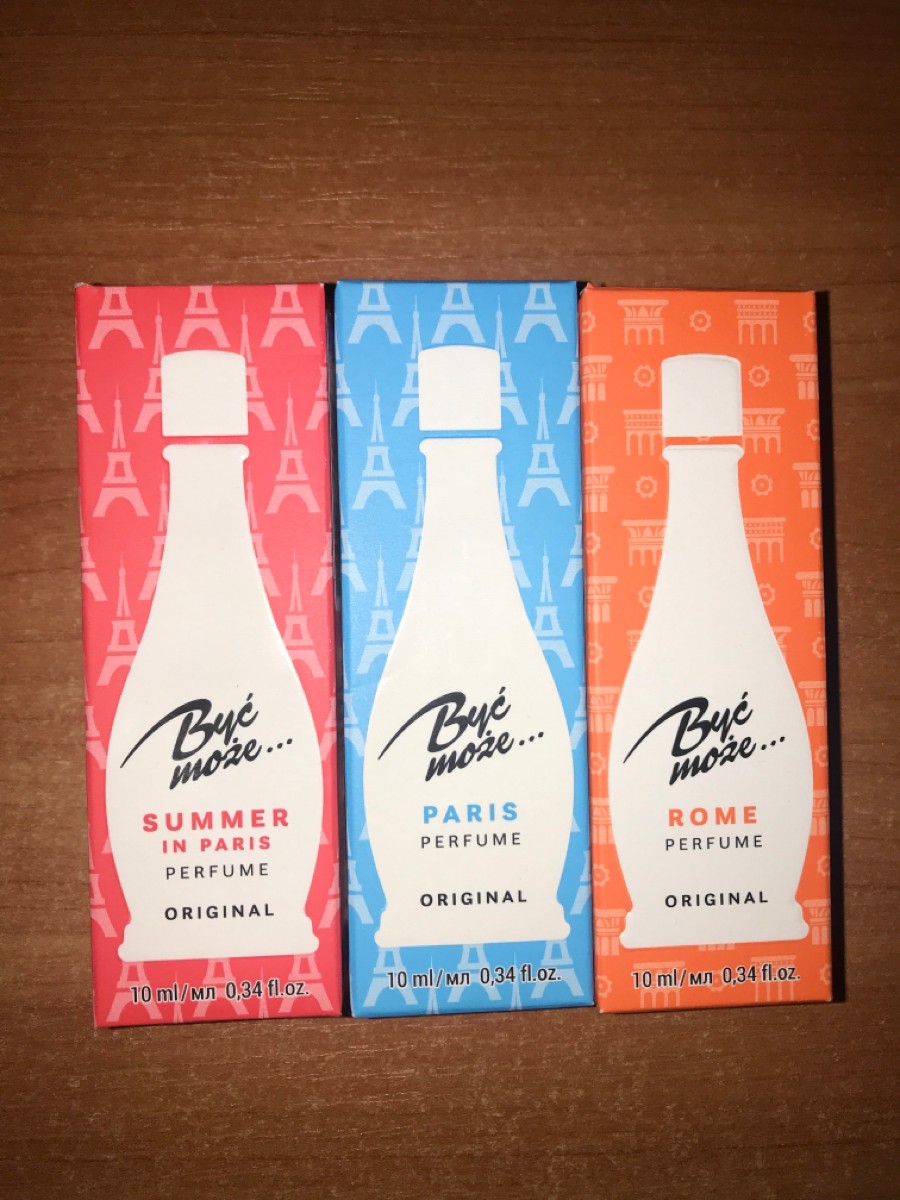 Być
może...
SUMMER
IN PARIS
PERFUME
ORIGINAL
10 ml/мл 0,34 fl.oz.
Być
może...
PARIS
PERFUME
ORIGINAL
10 ml/мл 0,34 fl.oz.
Być
może...
ROME
PERFUME
ORIGINAL
10 ml/мл 0,34 fl.oz.